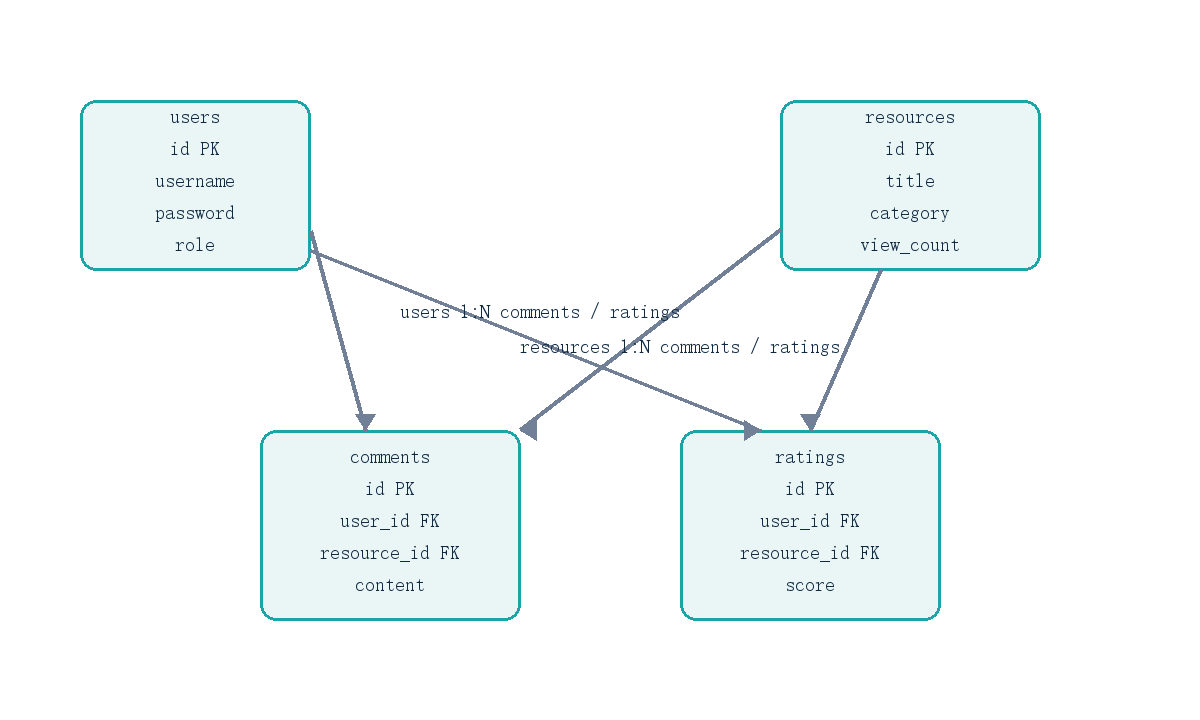 users
id PK
username
password
role
resources
id PK
title
category
view_count
users 1:N comments / ratings
resources 1:N comments / ratings
comments
id PK
user_id FK
resource_id FK
content
ratings
id PK
user_id FK
resource_id FK
score